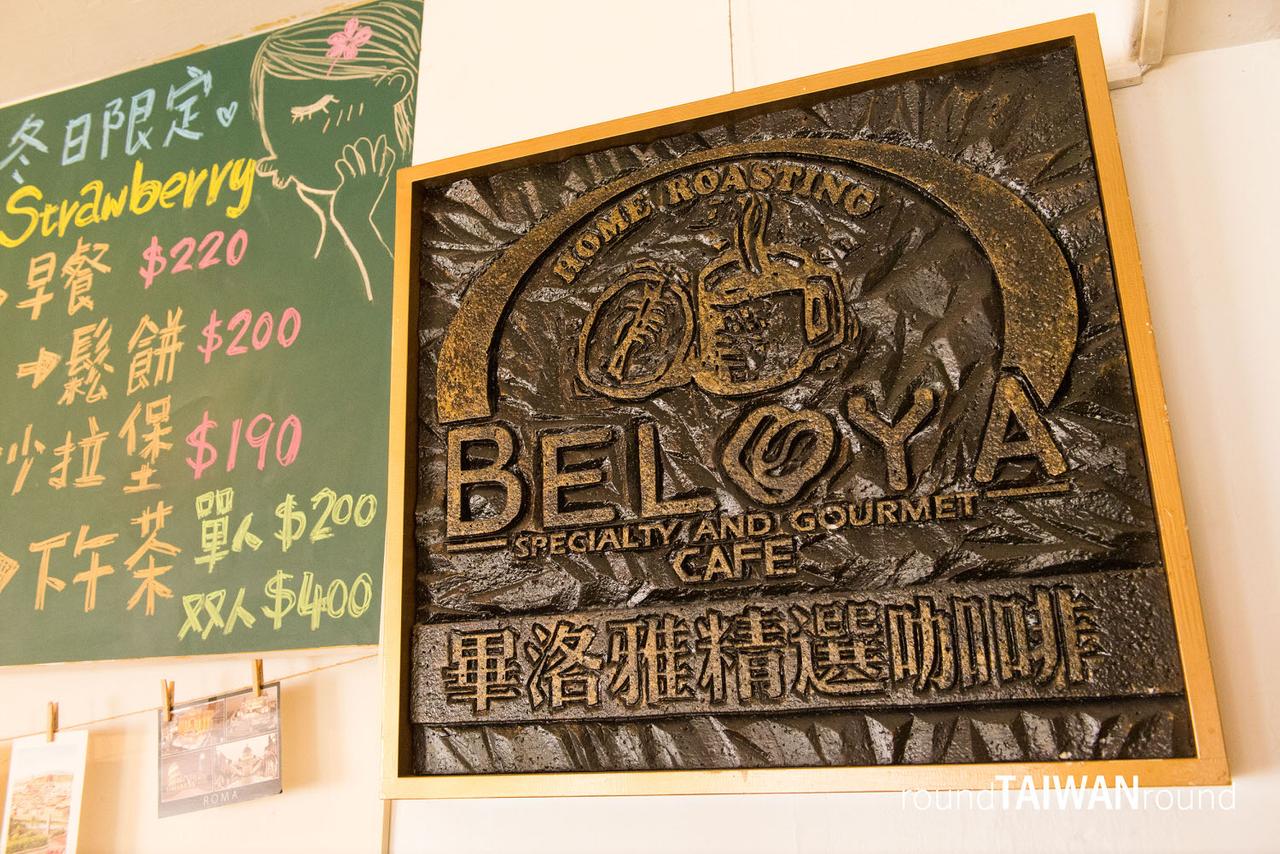 冬日限定
Strawberry
早餐 $220
鬆餅 $200
沙拉堡 $190
下午茶 單人 $200
双人 $400
HOME ROASTING
BELOYA
SPECIALTY AND GOURMET
CAFE
畢洛雅精選咖啡
ROMA
roundTAIWANround